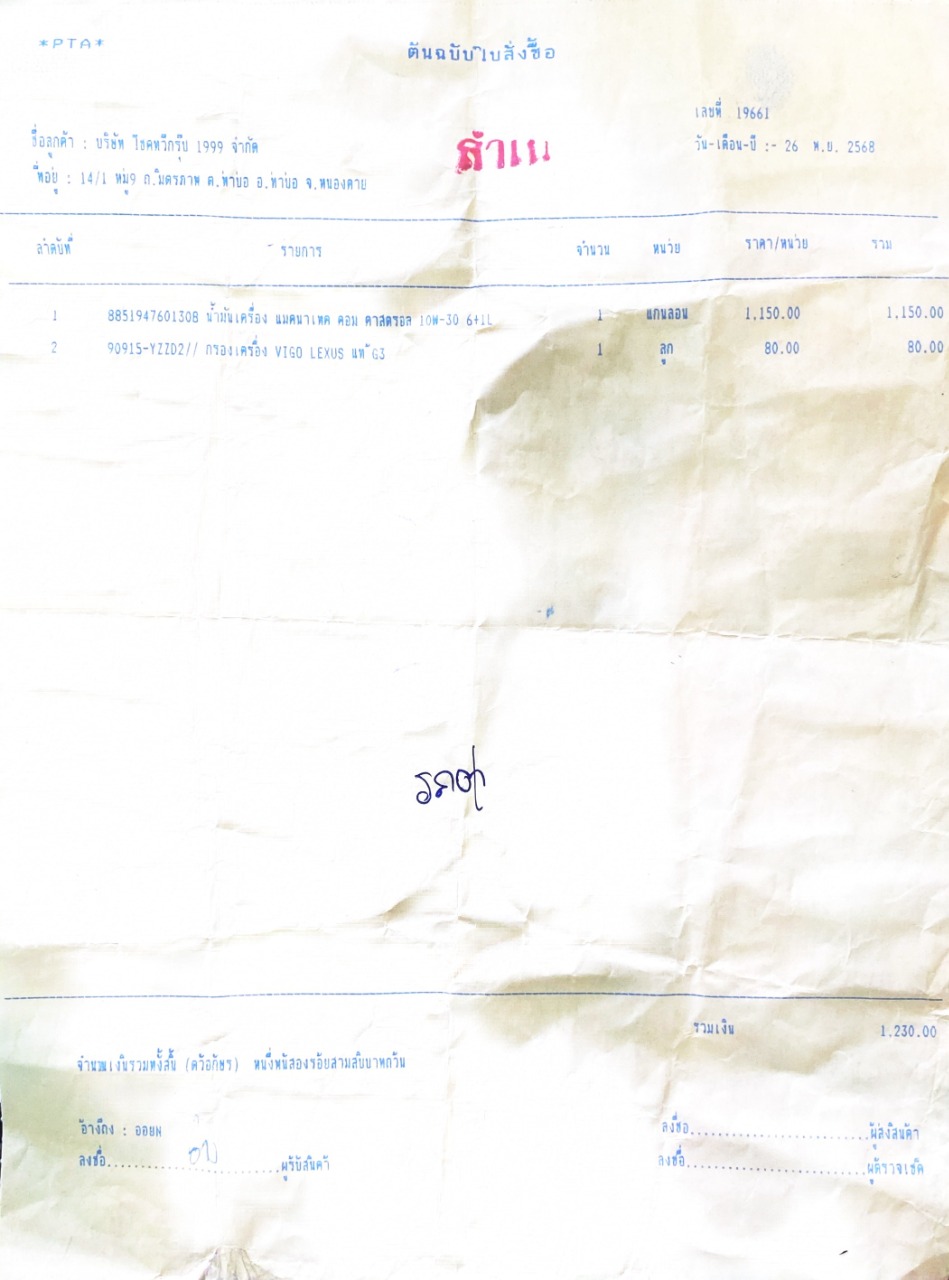 *PTA*
ต้นฉบับใบสั่งซื้อ
เลขที่ 19661
ชื่อลูกค้า : บริษัท โชคทวีกรุ๊ป 1999 จำกัด
สำเนา
วัน-เดือน-ปี :- 26 พ.ย. 2568
ที่อยู่ : 14/1 หมู่9 ถ.มิตรภาพ ต.ท่าบ่อ อ.ท่าบ่อ จ.หนองคาย
ลำดับที่ รายการ จำนวน หน่วย ราคา/หน่วย รวม
1 8851947601308 น้ำมันเครื่อง แมคนาเทค คอม คาสตรอล 10W-30 6+1L 1 แกนลอน 1,150.00 1,150.00
2 90915-YZZD2// กรองเครื่อง VIGO LEXUS แท้ G3 1 ลูก 80.00 80.00
รวมเงิน 1,230.00
จำนวนเงินรวมทั้งสิ้น (ตัวอักษร) หนึ่งพันสองร้อยสามสิบบาทถ้วน
อ้างถึง : ออยพ
ลงชื่อ..............................ผู้ส่งสินค้า
ลงชื่อ..............................ผู้รับสินค้า
ลงชื่อ..............................ผู้ตรวจเช็ค